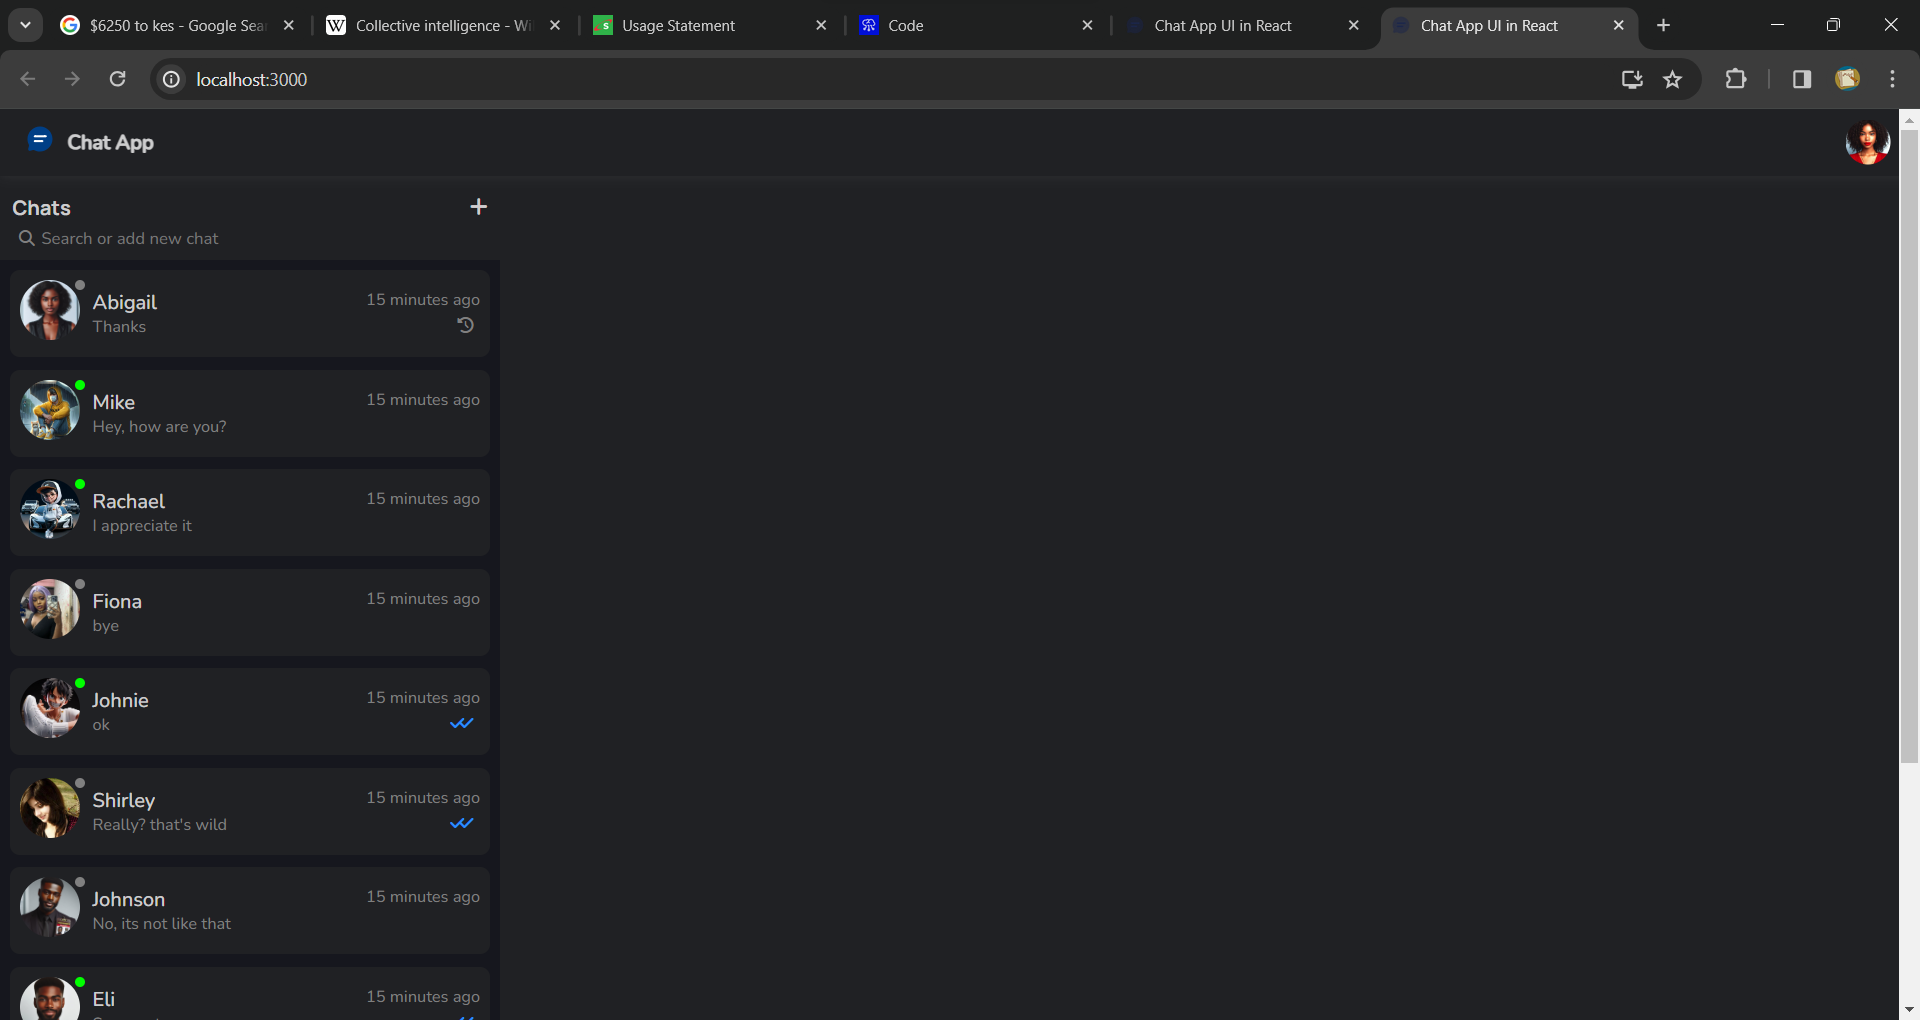 $6250 to kes - Google Sea
Collective intelligence - Wi
Usage Statement
Code
Chat App UI in React
Chat App UI in React
localhost:3000
Chat App
Chats
Search or add new chat
Abigail
15 minutes ago
Thanks
Mike
15 minutes ago
Hey, how are you?
Rachael
15 minutes ago
I appreciate it
Fiona
15 minutes ago
bye
Johnie
15 minutes ago
ok
Shirley
15 minutes ago
Really? that's wild
Johnson
15 minutes ago
No, its not like that
Eli
15 minutes ago